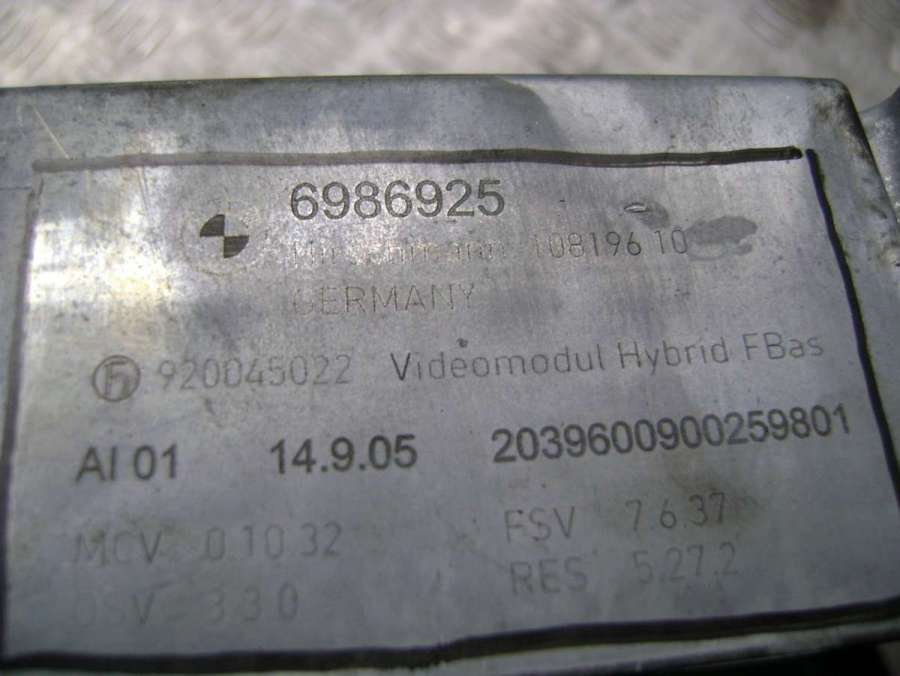 6986925
Hirschmann 108196 10
GERMANY
920045022 Videomodul Hybrid FBas
AI 01 14.9.05 2039600900259801
MCV 0.10.32 FSV 7.6.37
OSV 3.3.0 RES 5.27.2